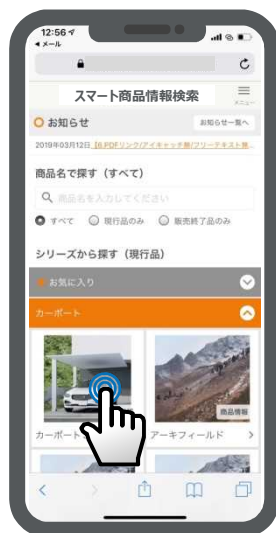 12:56
◀ メール
スマート商品情報検索
メニュー
お知らせ
お知らせ一覧へ
2019年03月12日 【6.PDFリンク/アイキャッチ無/フリーテキスト無...
商品名で探す（すべて）
商品名を入力してください
すべて 現行品のみ 販売終了品のみ
シリーズから探す（現行品）
お気に入り
カーポート
商品情報
カーポート
アーキフィールド